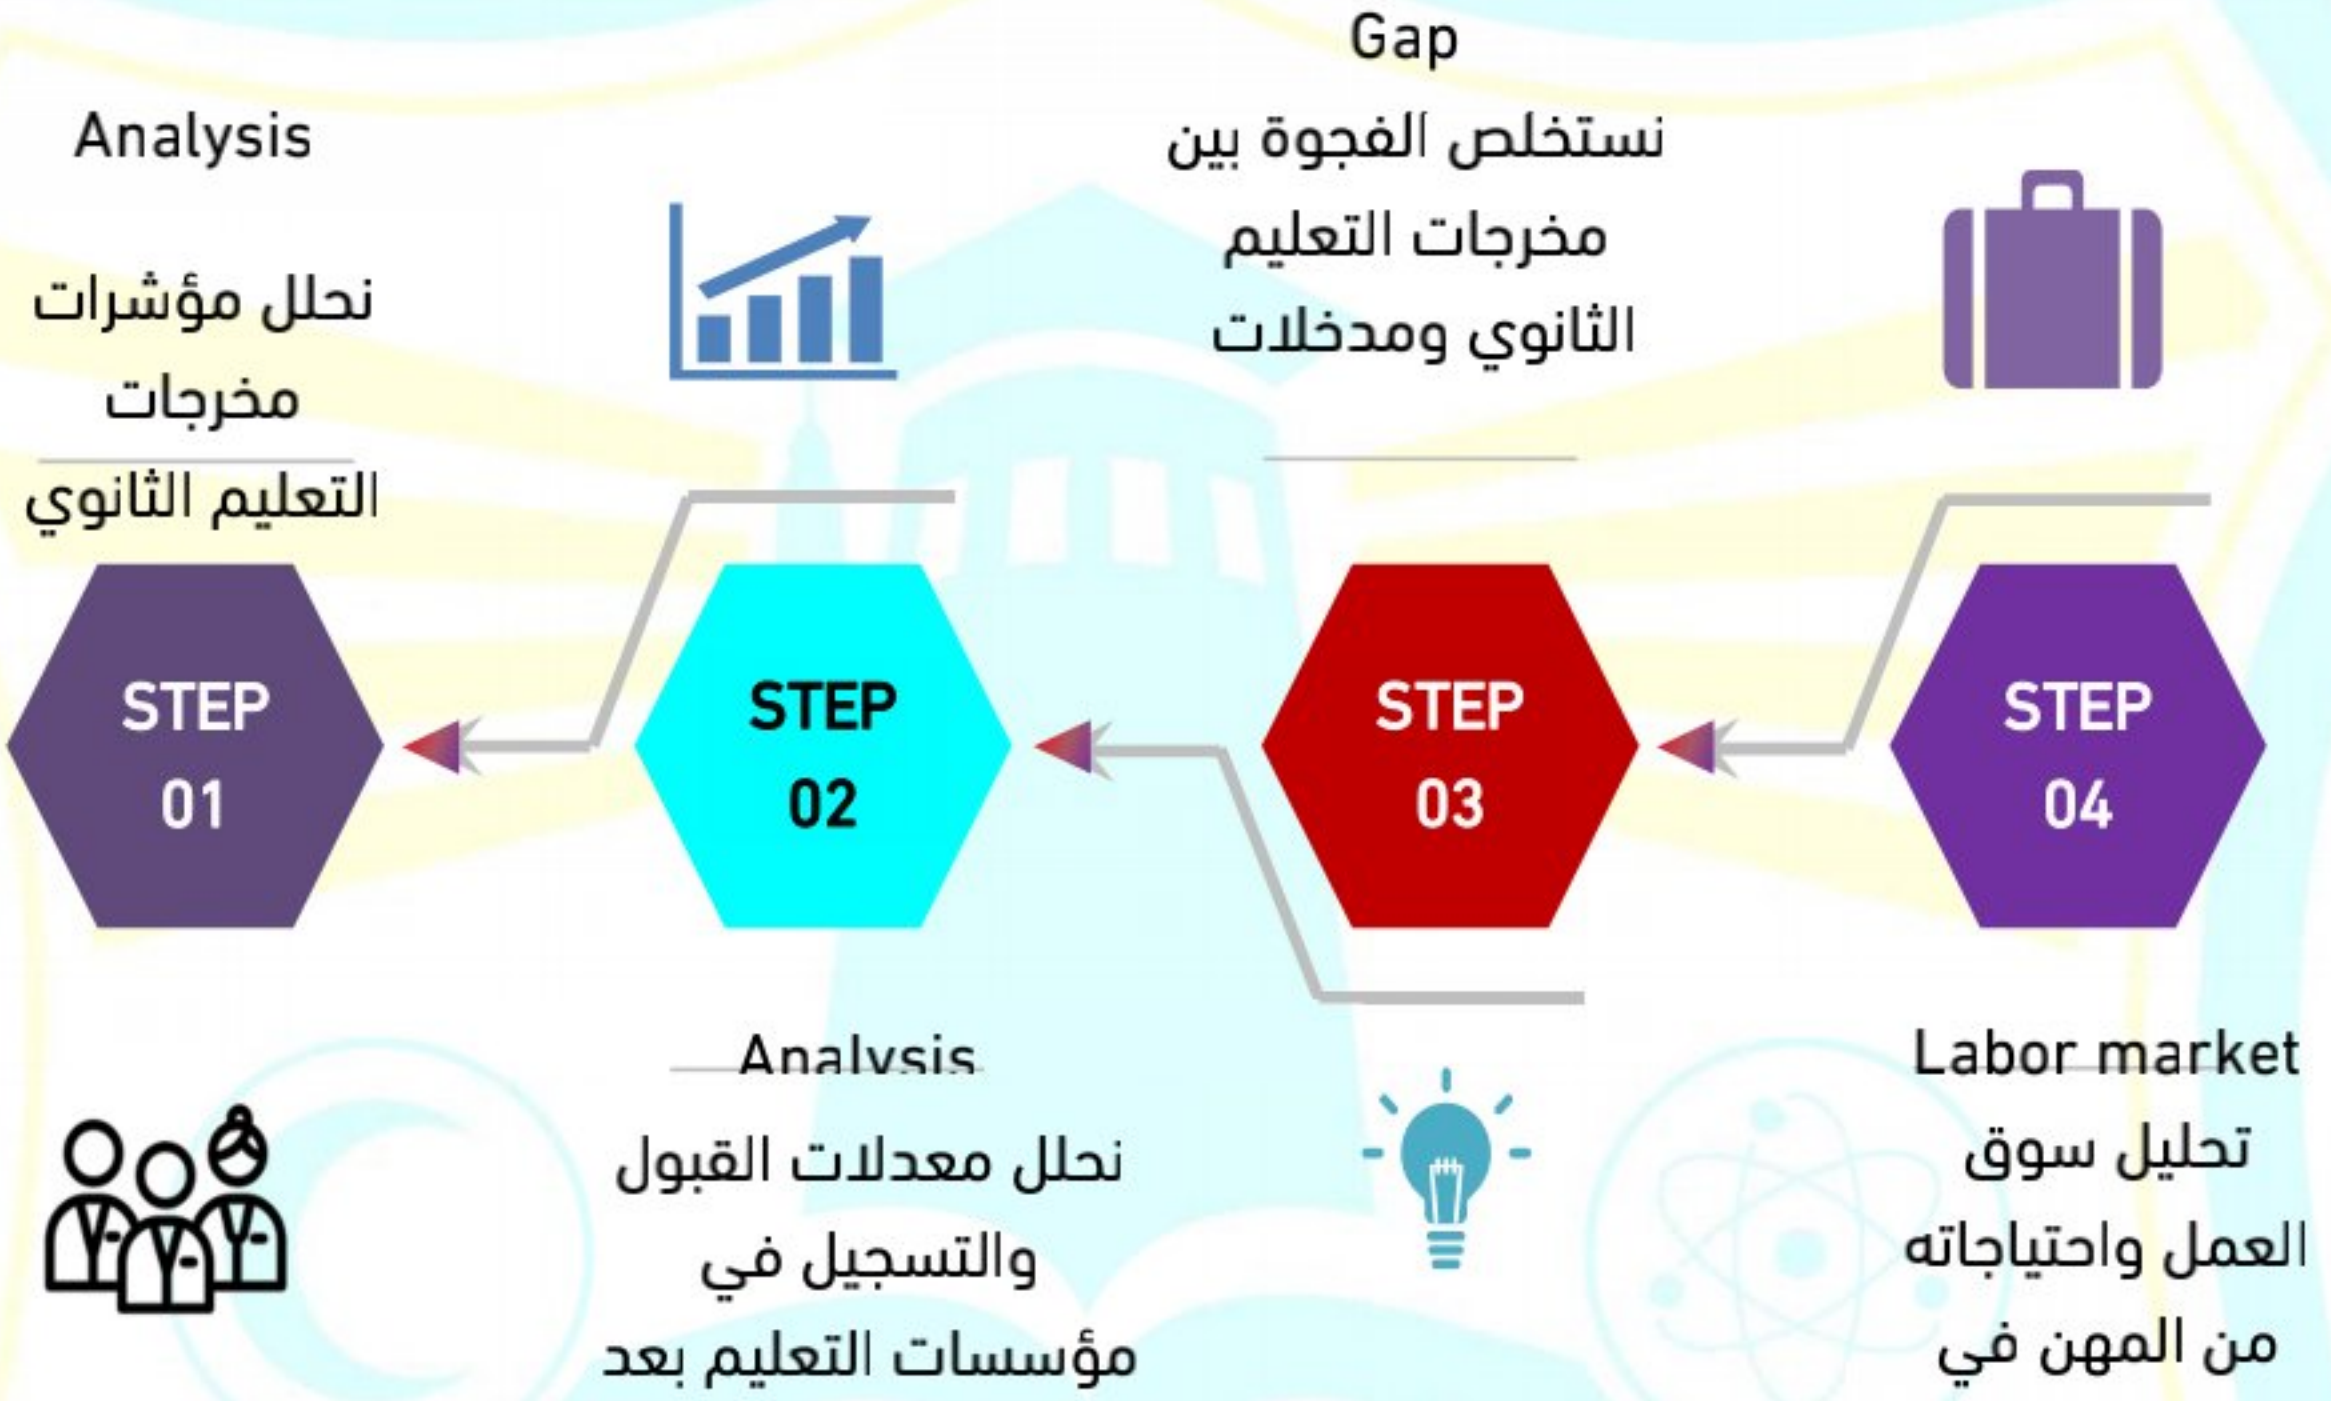 Analysis
نحلل مؤشرات
مخرجات
التعليم الثانوي
STEP
01
STEP
02
Analysis
نحلل معدلات القبول
والتسجيل في
مؤسسات التعليم بعد
Gap
نستخلص الفجوة بين
مخرجات التعليم
الثانوي ومدخلات
STEP
03
STEP
04
Labor market
تحليل سوق
العمل واحتياجاته
من المهن في